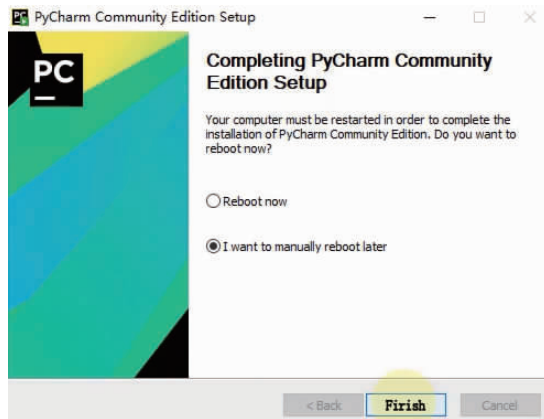 PyCharm Community Edition Setup
PC
Completing PyCharm Community
Edition Setup
Your computer must be restarted in order to complete the
installation of PyCharm Community Edition. Do you want to
reboot now?
Reboot now
I want to manually reboot later
< Back
Firish
Cancel